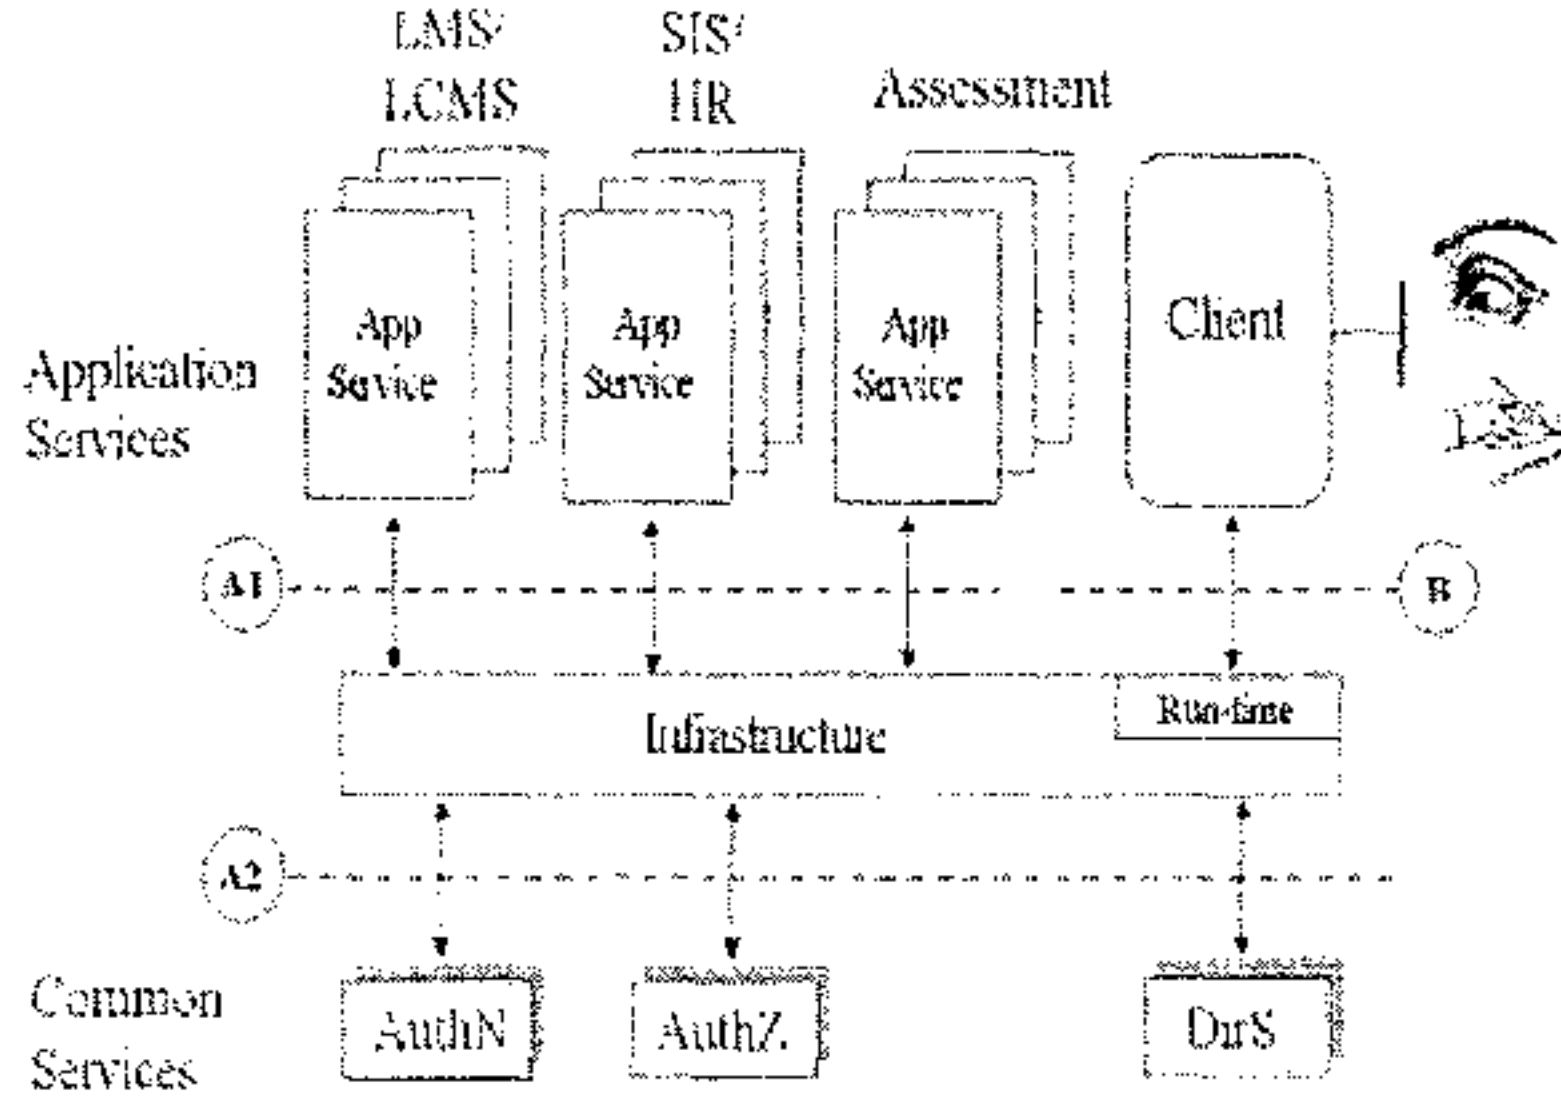 LMS/
LCMS
SIS/
HR
Assessment
App
Service
App
Service
App
Service
Client
Application
Services
A1
B
Run-time
Infrastructure
A2
Common
Services
AuthN
AuthZ
DirS